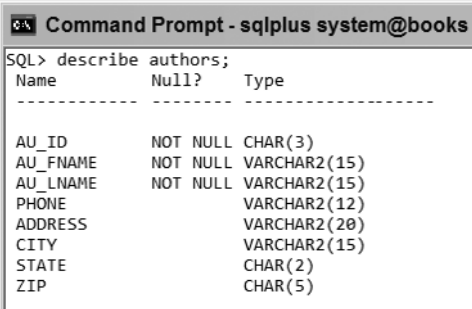 Command Prompt - sqlplus system@books
SQL> describe authors;
Name Null? Type
------------ -------- -------------------
AU_ID NOT NULL CHAR(3)
AU_FNAME NOT NULL VARCHAR2(15)
AU_LNAME NOT NULL VARCHAR2(15)
PHONE VARCHAR2(12)
ADDRESS VARCHAR2(20)
CITY VARCHAR2(15)
STATE CHAR(2)
ZIP CHAR(5)